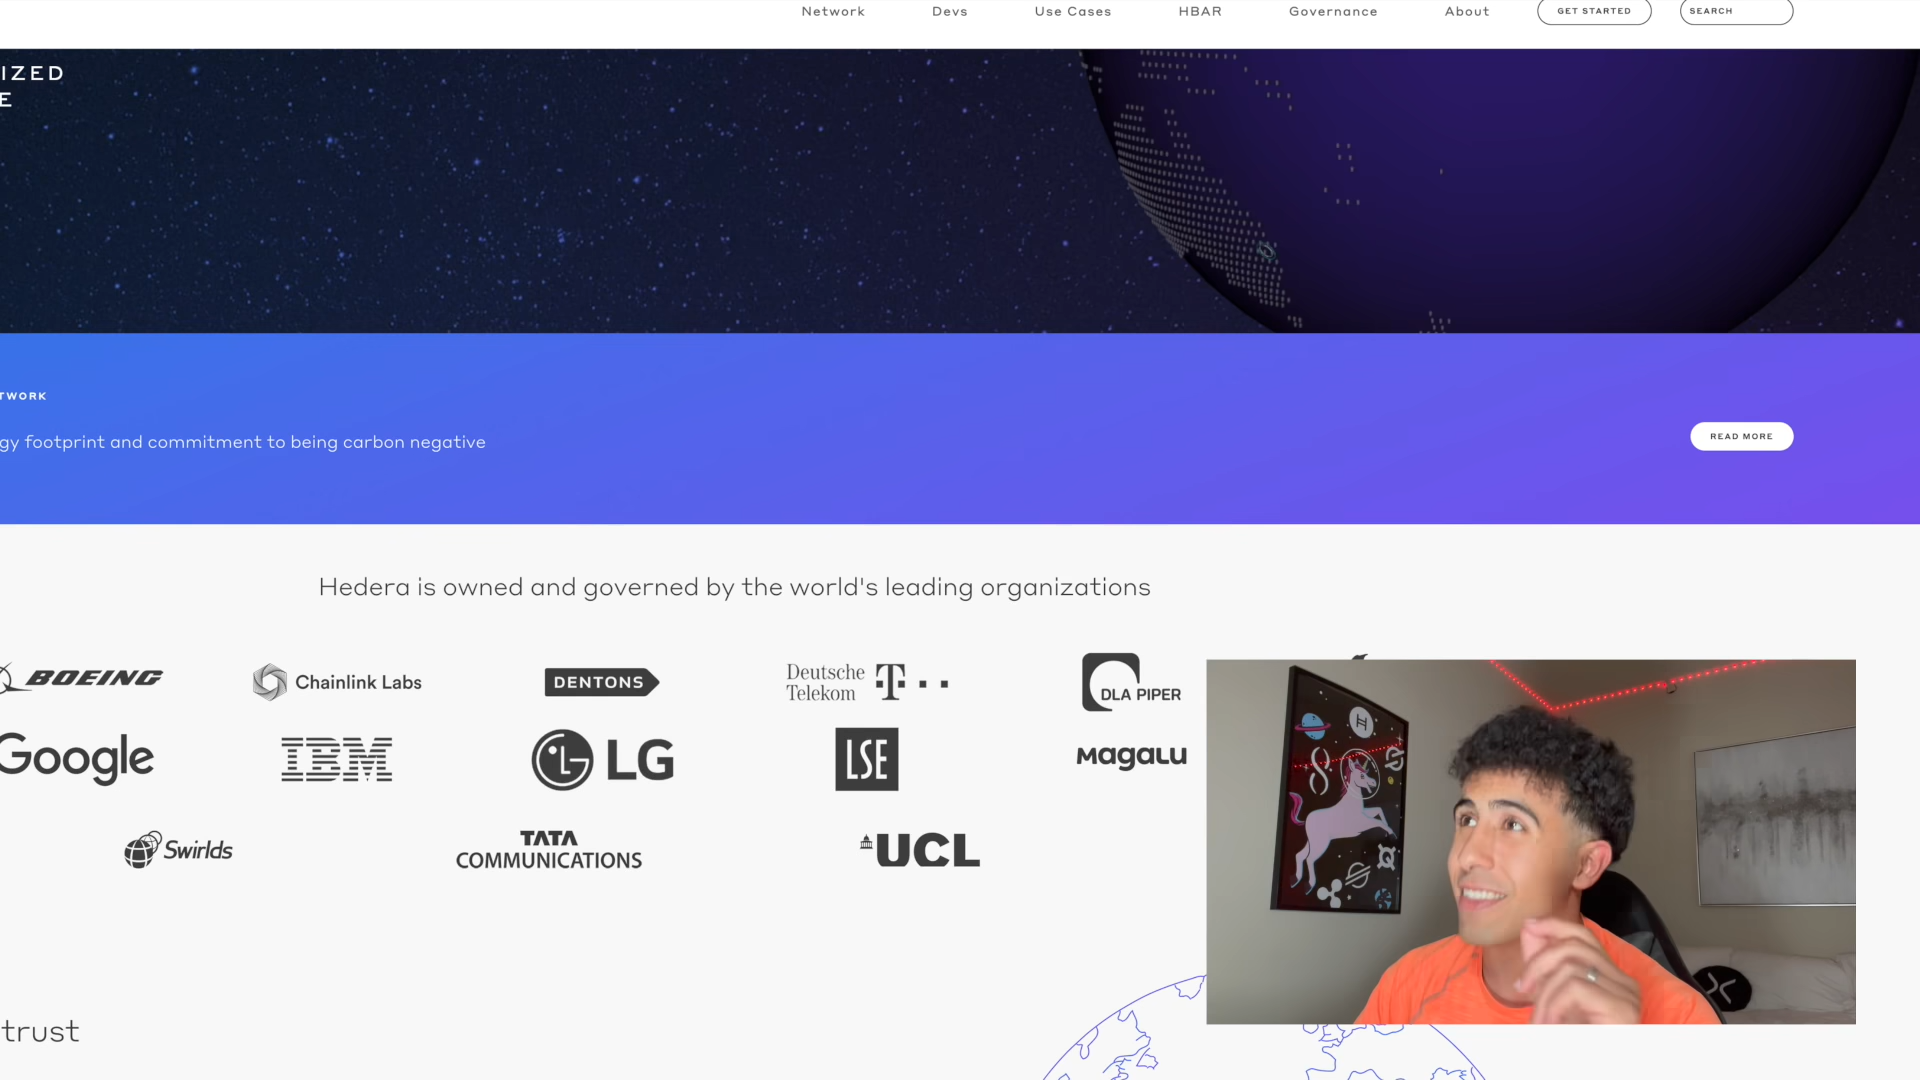 Network Devs Use Cases HBAR Governance About GET STARTED SEARCH
IZED
E
TWORK
gy footprint and commitment to being carbon negative
READ MORE
Hedera is owned and governed by the world's leading organizations
BOEING Chainlink Labs DENTONS Deutsche Telekom T DLA PIPER
Google IBM LG LSE magalu
Swirlds TATA COMMUNICATIONS UCL
trust